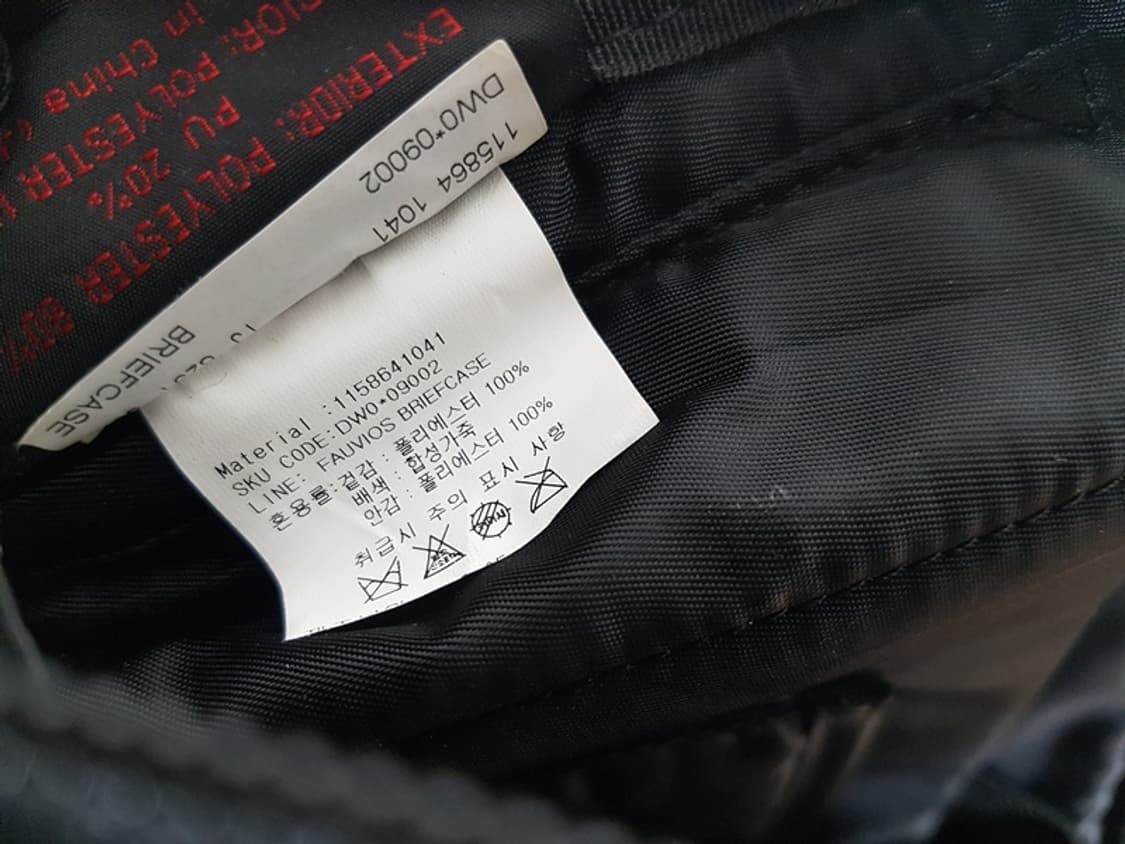 EXTERIOR: POLYESTER 80%
PU 20%
RIOR: POLYESTER
in China
DW0*09002
115864 1041
BRIEFCASE
Material :1158641041
SKU CODE:DW0*09002
LINE: FAUVIOS BRIEFCASE
혼용률:겉감 : 폴리에스터 100%
배색 : 합성가죽
안감 : 폴리에스터 100%
취급시 주의 표시 사항